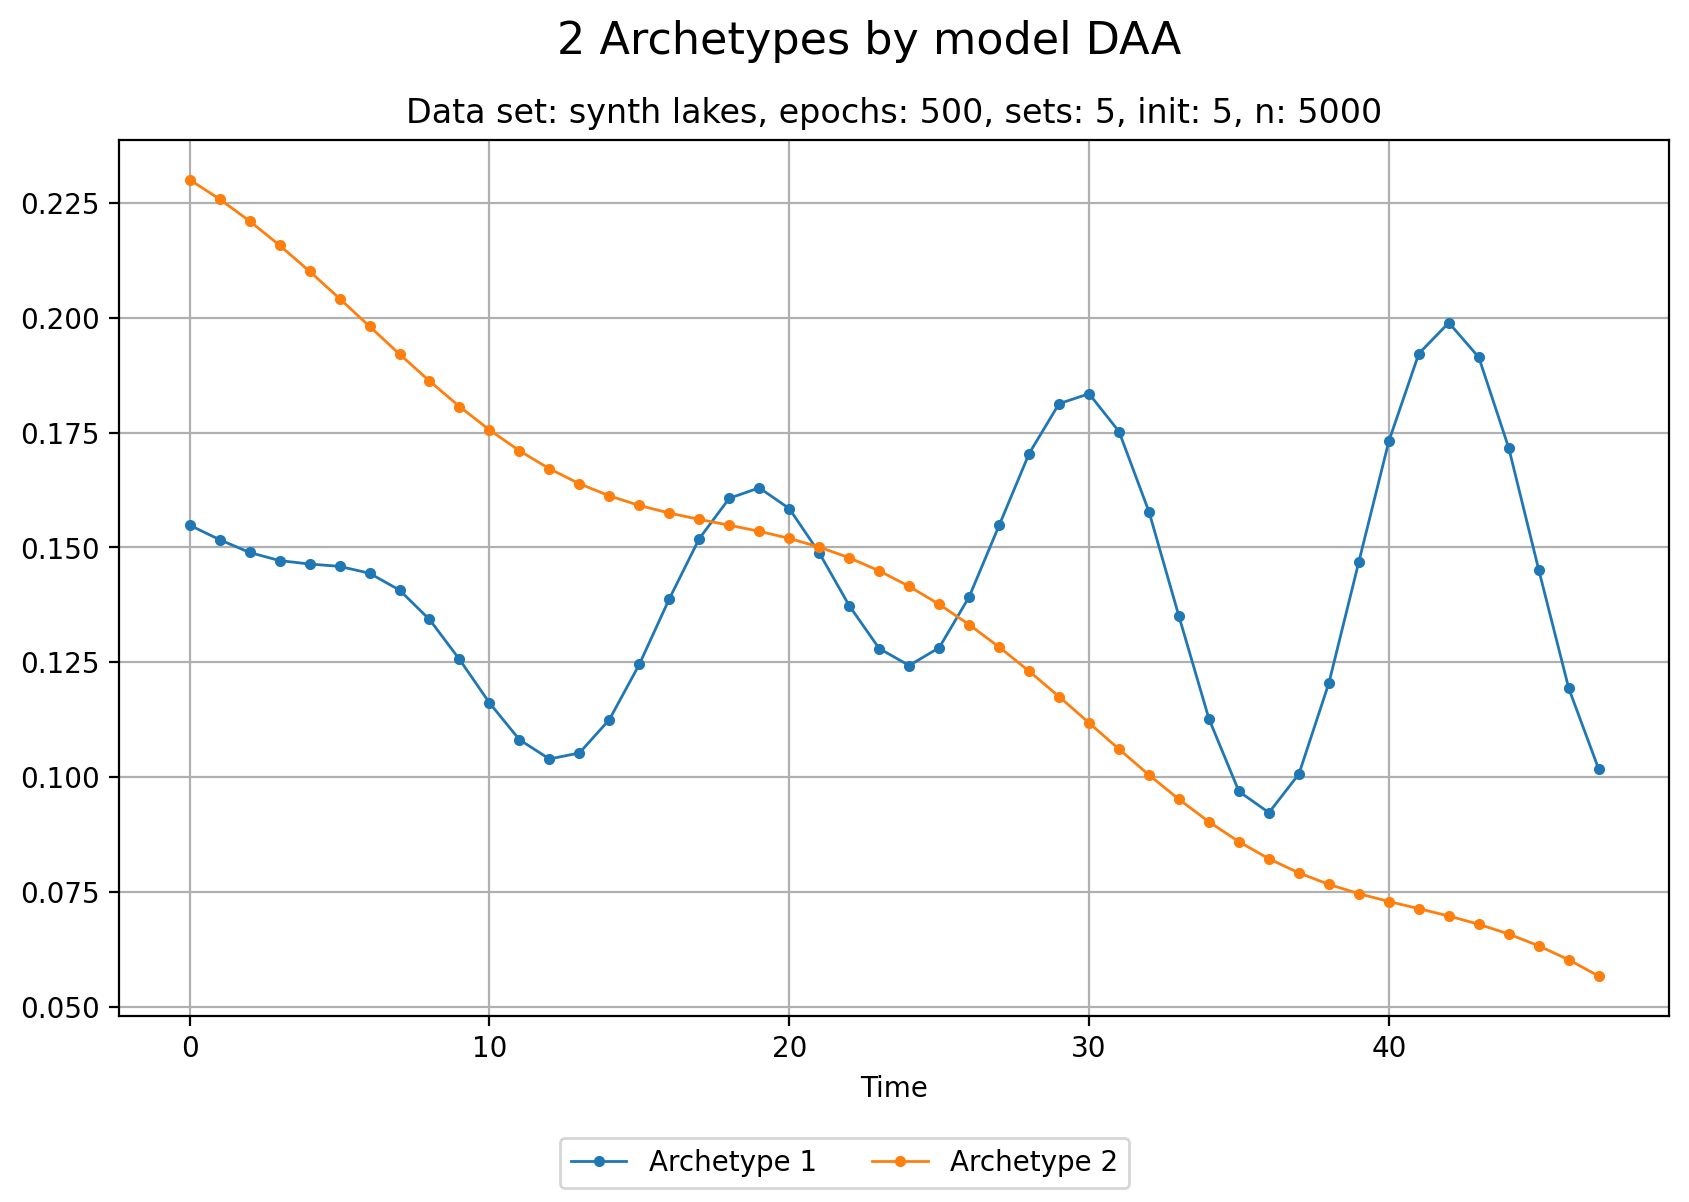 2 Archetypes by model DAA
Data set: synth lakes, epochs: 500, sets: 5, init: 5, n: 5000
0.225
0.200
0.175
0.150
0.125
0.100
0.075
0.050
0 10 20 30 40
Time
Archetype 1 Archetype 2